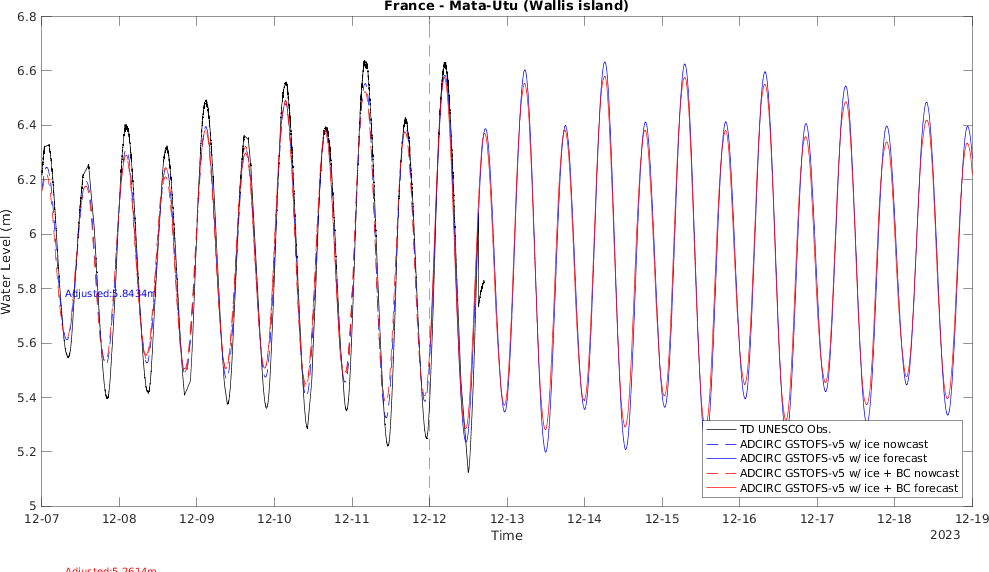 France - Mata-Utu (Wallis island)
6.8
6.6
6.4
6.2
6
5.8
5.6
5.4
5.2
5
Water Level (m)
Adjusted:5.8434m
TD UNESCO Obs.
ADCIRC GSTOFS-v5 w/ ice nowcast
ADCIRC GSTOFS-v5 w/ ice forecast
ADCIRC GSTOFS-v5 w/ ice + BC nowcast
ADCIRC GSTOFS-v5 w/ ice + BC forecast
12-07 12-08 12-09 12-10 12-11 12-12 12-13 12-14 12-15 12-16 12-17 12-18 12-19
Time
2023
Adjusted:5.2614m